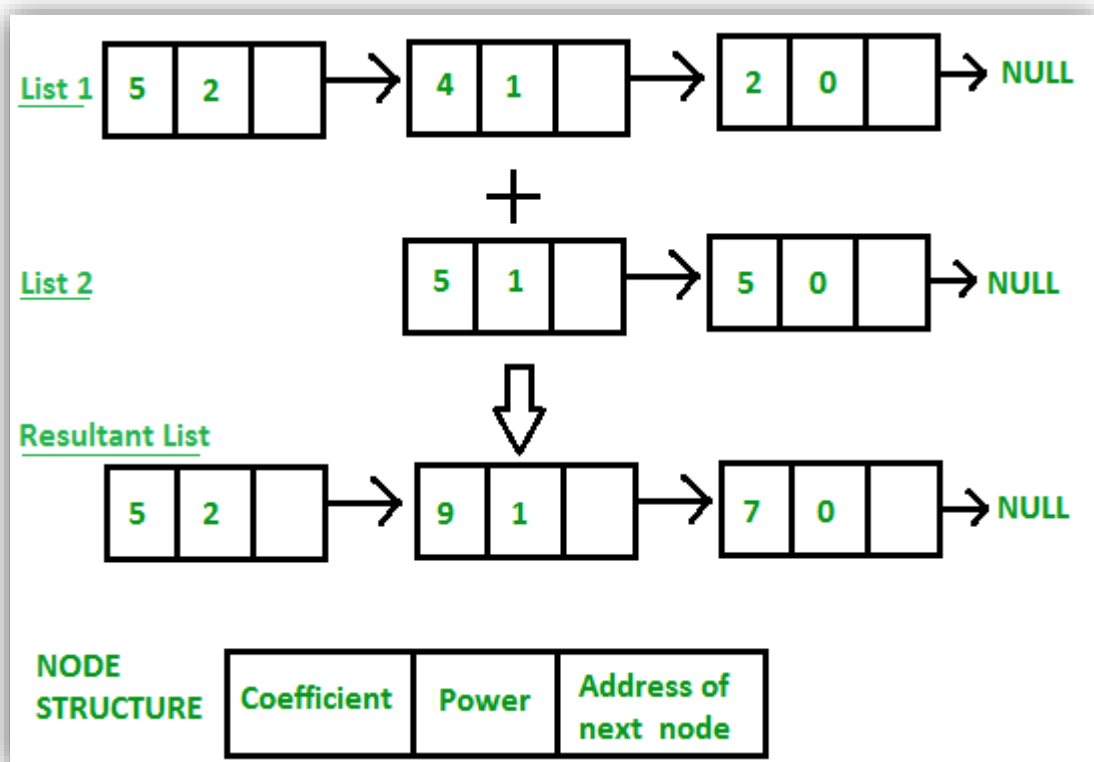 List 1 5 2 4 1 2 0 NULL
+
List 2 5 1 5 0 NULL
Resultant List
5 2 9 1 7 0 NULL
NODE STRUCTURE
Coefficient
Power
Address of
next node